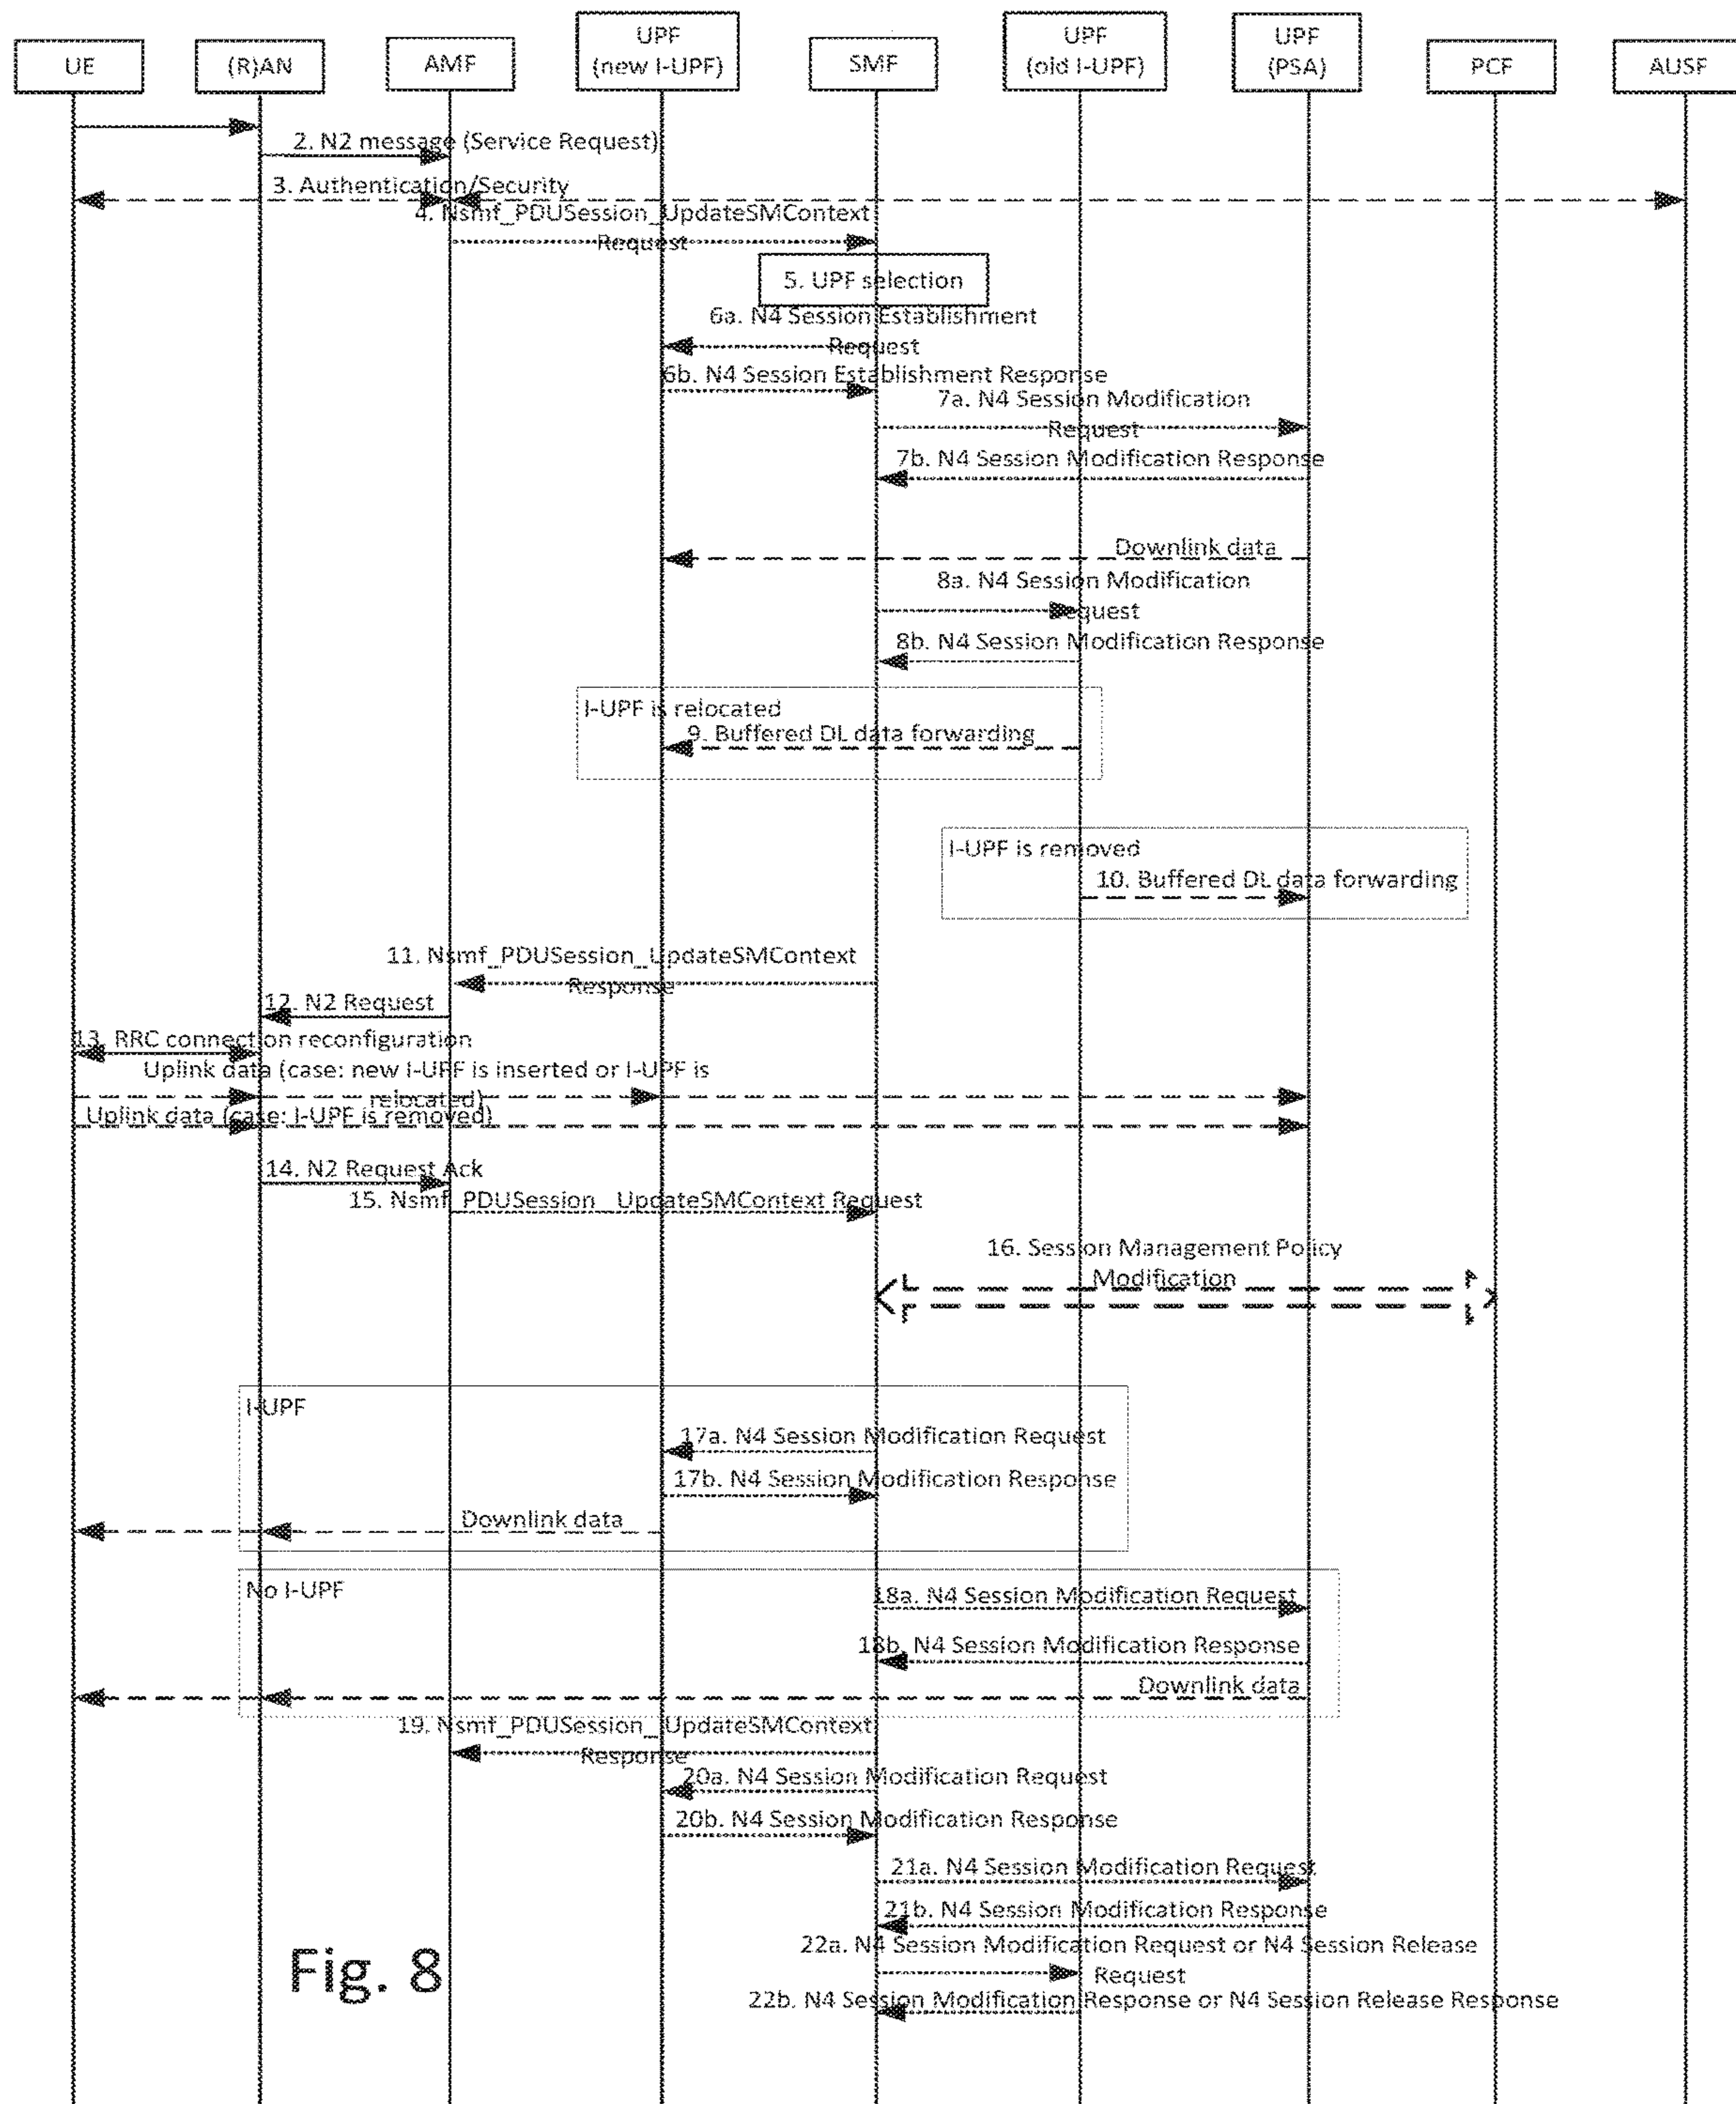 UE
(R)AN
AMF
UPF
(new I-UPF)
SMF
UPF
(old I-UPF)
UPF
(PSA)
PCF
AUSF
2. N2 message (Service Request)
3. Authentication/Security
4. Nsmf_PDUSession_UpdateSMContext
Request
5. UPF selection
6a. N4 Session Establishment
Request
6b. N4 Session Establishment Response
7a. N4 Session Modification
Request
7b. N4 Session Modification Response
Downlink data
8a. N4 Session Modification
Request
8b. N4 Session Modification Response
I-UPF is relocated
9. Buffered DL data forwarding
I-UPF is removed
10. Buffered DL data forwarding
11. Nsmf_PDUSession_UpdateSMContext
Response
12. N2 Request
13. RRC connection reconfiguration
Uplink data (case: new I-UPF is inserted or I-UPF is
relocated)
Uplink data (case: I-UPF is removed)
14. N2 Request Ack
15. Nsmf_PDUSession_UpdateSMContext Request
16. Session Management Policy
Modification
I-UPF
17a. N4 Session Modification Request
17b. N4 Session Modification Response
Downlink data
No I-UPF
18a. N4 Session Modification Request
18b. N4 Session Modification Response
Downlink data
19. Nsmf_PDUSession_UpdateSMContext
Response
20a. N4 Session Modification Request
20b. N4 Session Modification Response
21a. N4 Session Modification Request
21b. N4 Session Modification Response
22a. N4 Session Modification Request or N4 Session Release
Request
22b. N4 Session Modification Response or N4 Session Release Response
Fig. 8